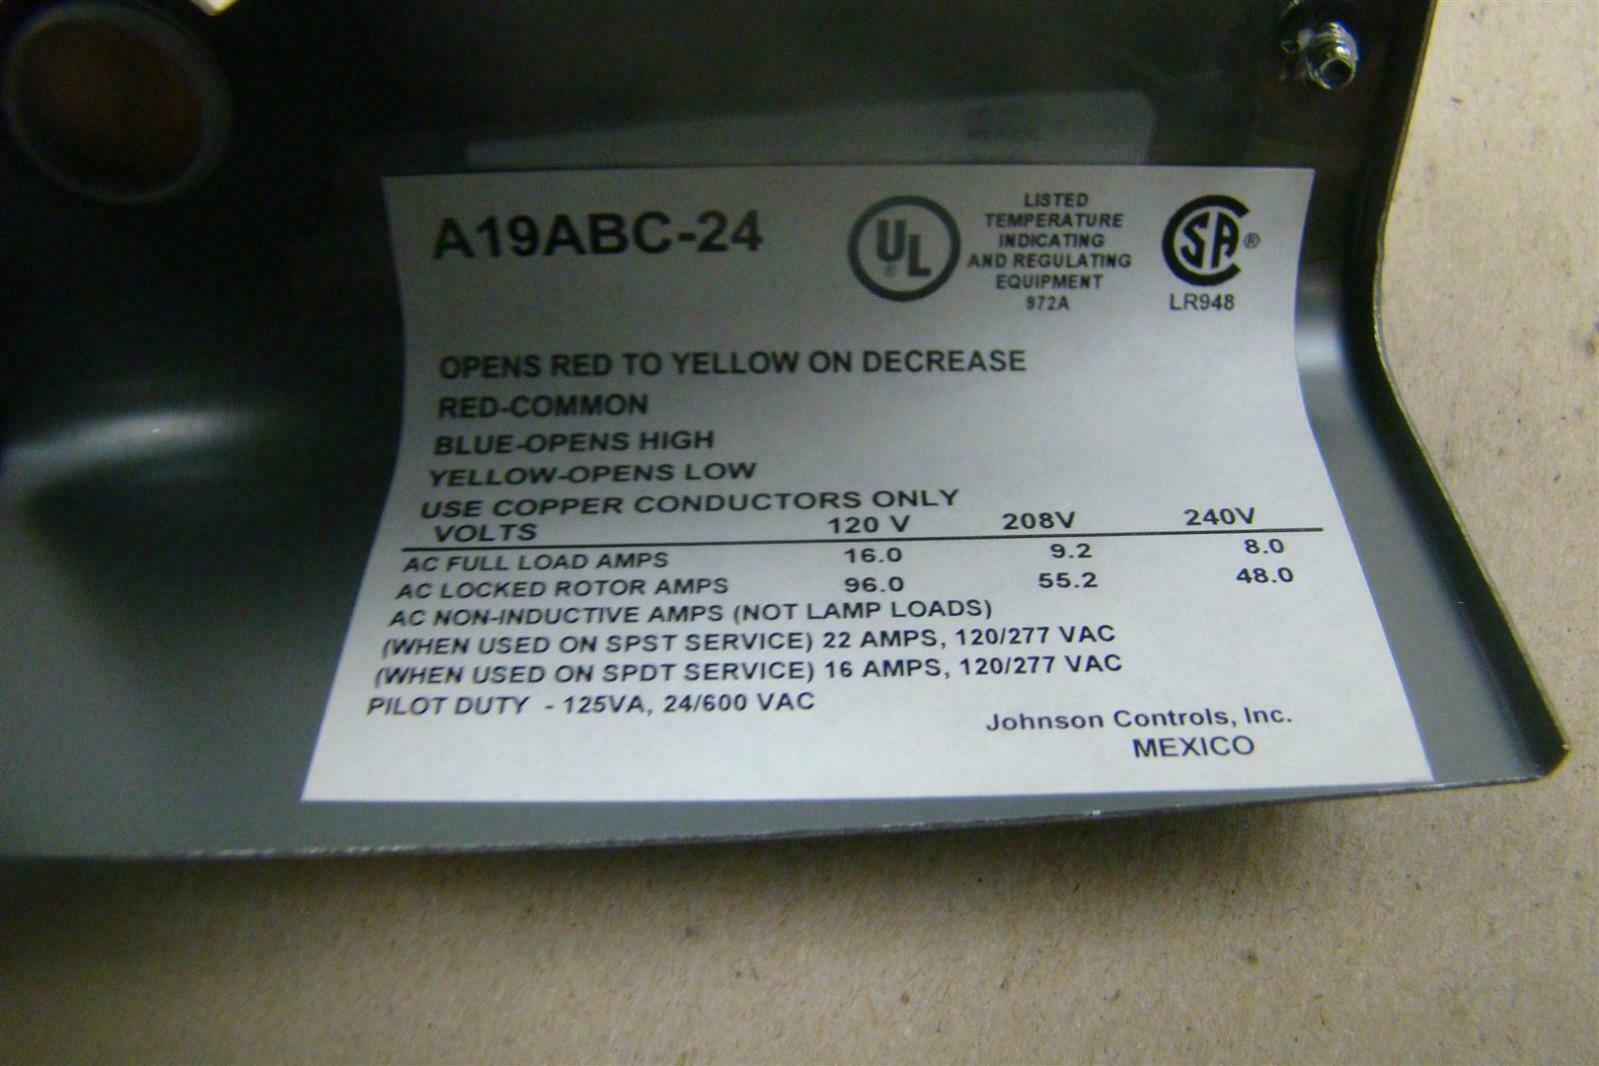 A19ABC-24
UL
®
LISTED
TEMPERATURE
INDICATING
AND REGULATING
EQUIPMENT
972A
SA®
LR948
OPENS RED TO YELLOW ON DECREASE
RED-COMMON
BLUE-OPENS HIGH
YELLOW-OPENS LOW
USE COPPER CONDUCTORS ONLY
VOLTS 120 V 208V 240V
AC FULL LOAD AMPS 16.0 9.2 8.0
AC LOCKED ROTOR AMPS 96.0 55.2 48.0
AC NON-INDUCTIVE AMPS (NOT LAMP LOADS)
(WHEN USED ON SPST SERVICE) 22 AMPS, 120/277 VAC
(WHEN USED ON SPDT SERVICE) 16 AMPS, 120/277 VAC
PILOT DUTY - 125VA, 24/600 VAC
Johnson Controls, Inc.
MEXICO